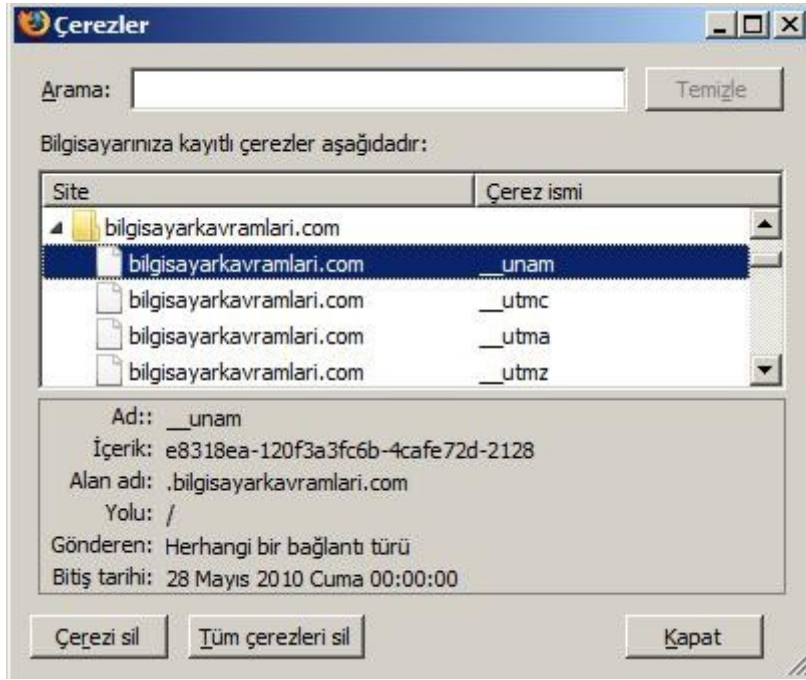 Çerezler
Arama: Temizle
Bilgisayarınıza kayıtlı çerezler aşağıdadır:
Site Çerez ismi
bilgisayarkavramlari.com
bilgisayarkavramlari.com __unam
bilgisayarkavramlari.com __utmc
bilgisayarkavramlari.com __utma
bilgisayarkavramlari.com __utmz
Ad:: __unam
İçerik: e8318ea-120f3a3fc6b-4cafe72d-2128
Alan adı: .bilgisayarkavramlari.com
Yolu: /
Gönderen: Herhangi bir bağlantı türü
Bitiş tarihi: 28 Mayıs 2010 Cuma 00:00:00
Çerezi sil Tüm çerezleri sil Kapat